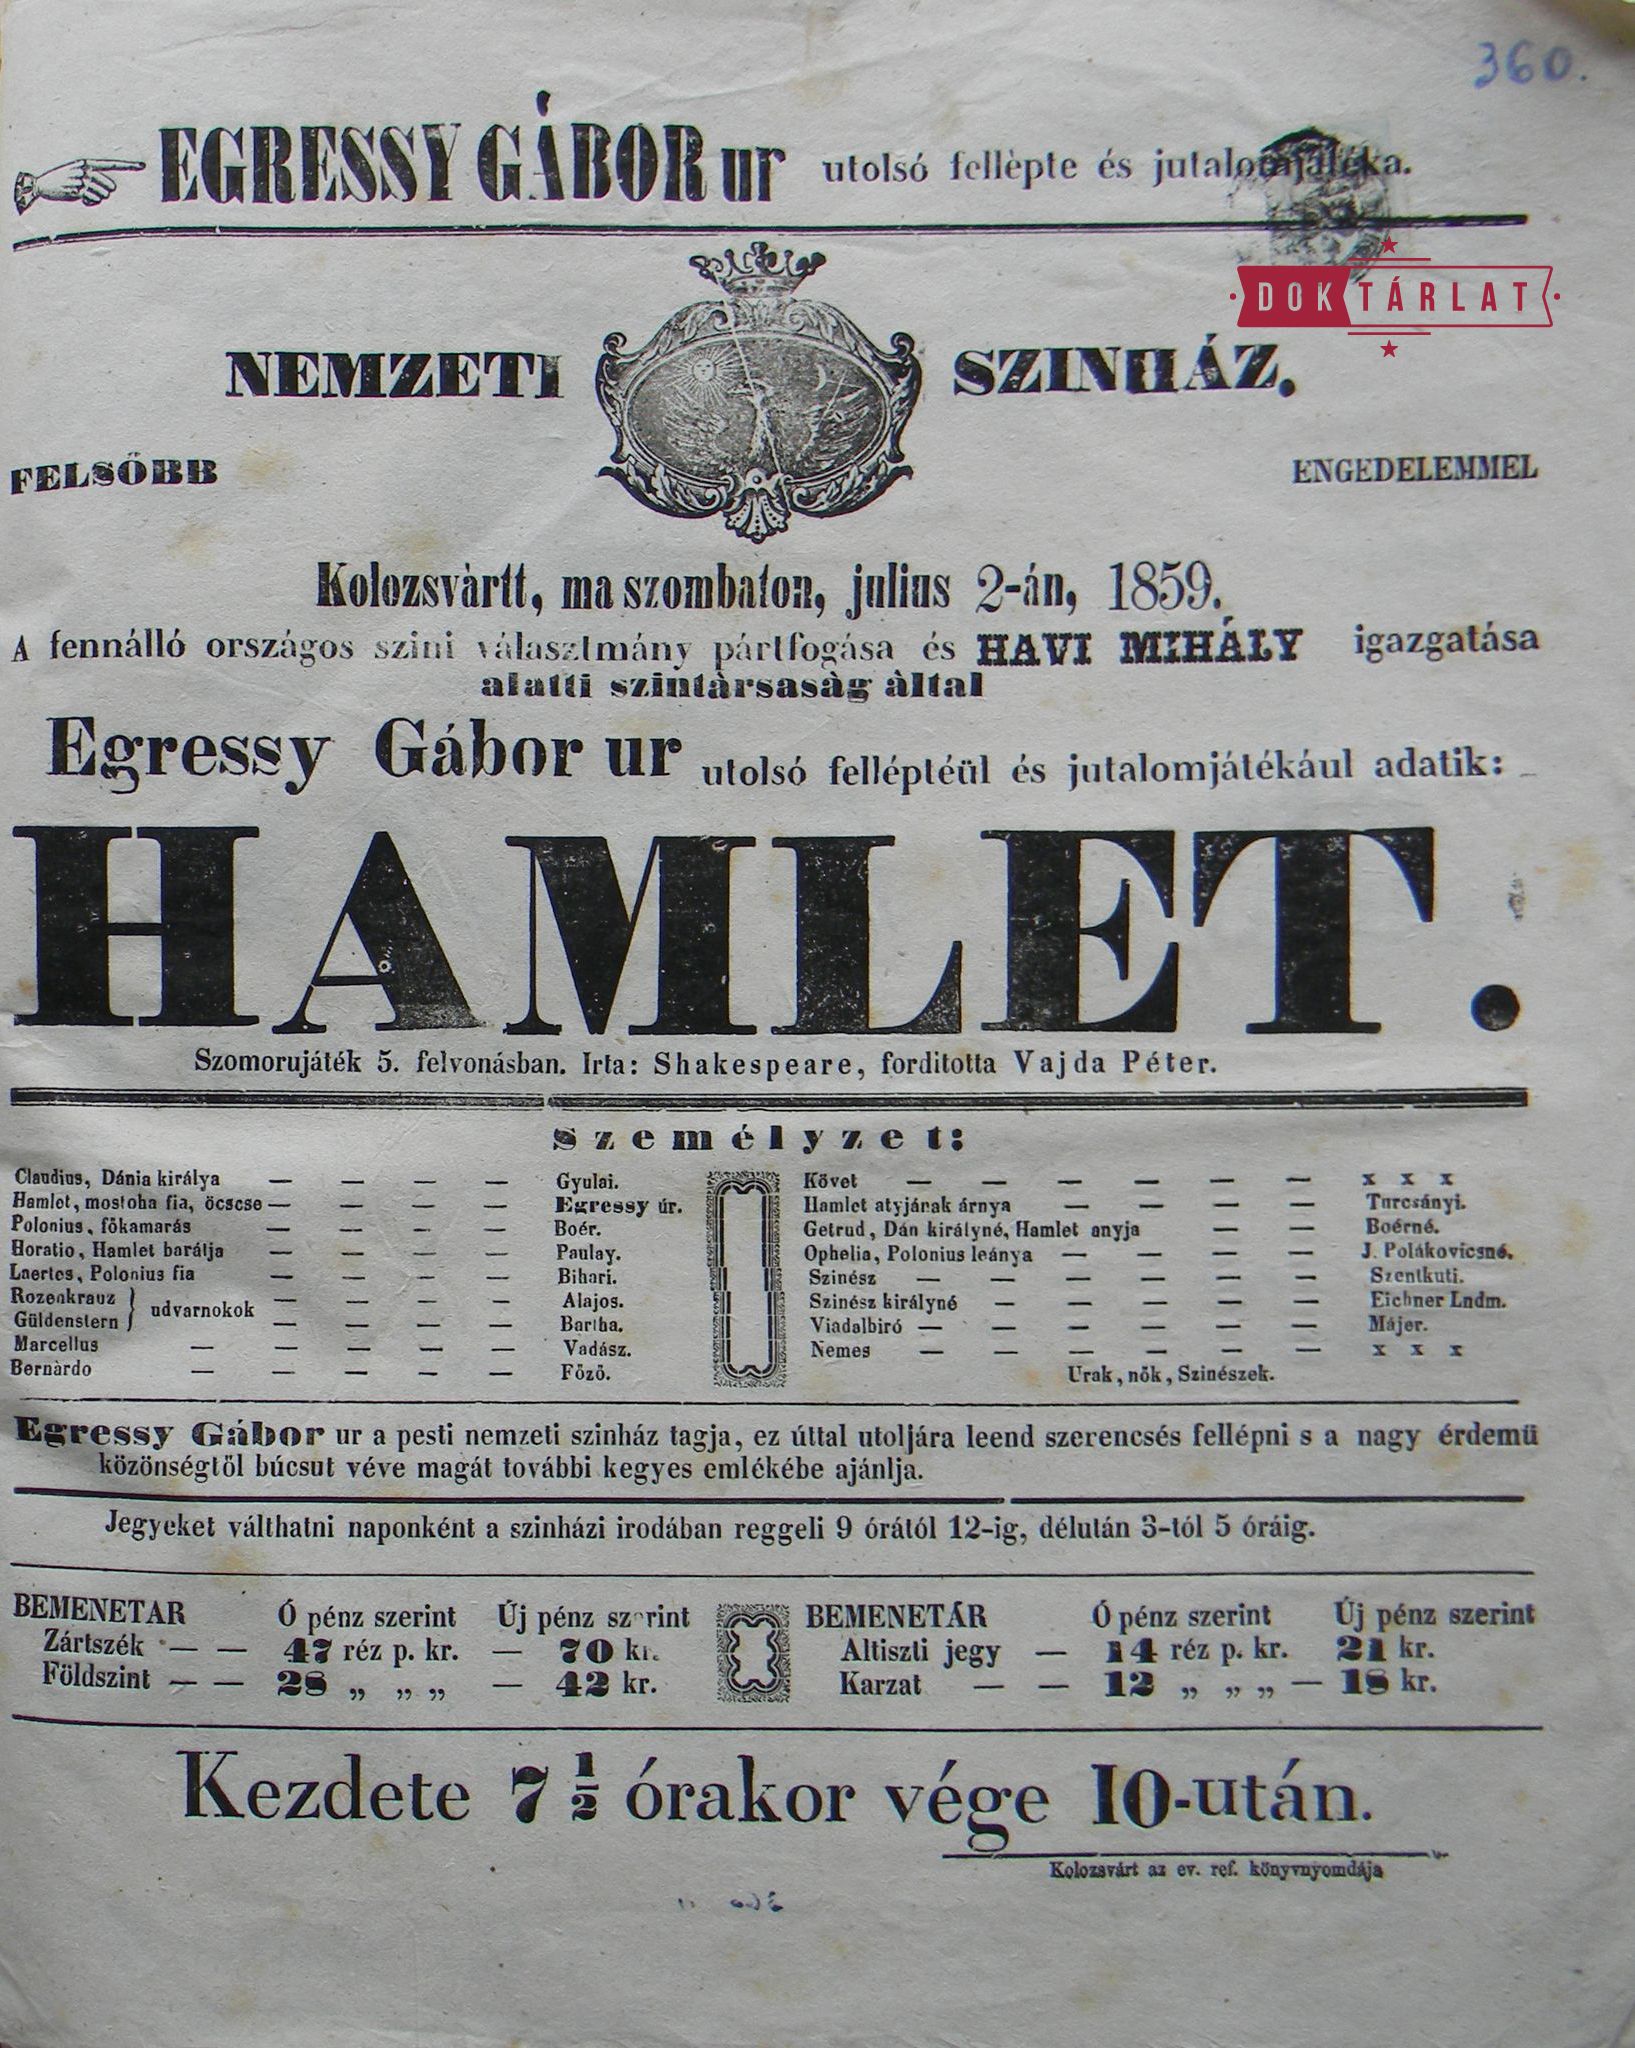 360.
EGRESSY GÁBOR ur utolsó fellèpte és jutalomjátéka.
DOKTÁRLAT
NEMZETI SZINHÁZ.
FELSŐBB ENGEDELEMMEL
Kolozsvàrtt, ma szombaton, julius 2-án, 1859.
A fennálló országos szini választmány pártfogása és HAVI MIHÁLY igazgatása
alatti szintàrsasàg àltal
Egressy Gábor ur utolsó felléptéül és jutalomjátékául adatik:
HAMLET.
Szomorujáték 5. felvonásban. Irta: Shakespeare, forditotta Vajda Péter.
Személyzet:
Claudius, Dánia királya — — — — Gyulai.
Hamlet, mostoha fia, öcscse — — — — Egressy úr.
Polonius, főkamarás — — — — Boér.
Horatio, Hamlet barátja — — — — Paulay.
Laertes, Polonius fia — — — — Bihari.
Rozenkrauz } udvarnokok — — — — Alajos.
Güldenstern } — — — — Bartha.
Marcellus — — — — — Vadász.
Bernàrdo — — — — — Főző.
Követ — — — — — — x x x
Hamlet atyjának árnya — — — — Turcsányi.
Getrud, Dán királyné, Hamlet anyja — — Boérné.
Ophelia, Polonius leánya — — — — J. Polákovicsné.
Szinész — — — — — — Szentkuti.
Szinész királyné — — — — — Eichner Lndm.
Viadalbiró — — — — — — Májer.
Nemes — — — — — — x x x
Urak, nők, Szinészek.
Egressy Gábor ur a pesti nemzeti szinház tagja, ez úttal utoljára leend szerencsés fellépni s a nagy érdemü
közönségtől búcsut véve magát további kegyes emlékébe ajánlja.
Jegyeket válthatni naponként a szinházi irodában reggeli 9 órától 12-ig, délután 3-tól 5 óráig.
BEMENETAR Ó pénz szerint Új pénz szerint
Zártszék — — 47 réz p. kr. — 70 kr.
Földszint — — 28 „ „ „ — 42 kr.
BEMENETÁR Ó pénz szerint Új pénz szerint
Altiszti jegy — 14 réz p. kr. 21 kr.
Karzat — — 12 „ „ „ — 18 kr.
Kezdete 7 1/2 órakor vége 10-után.
Kolozsvárt az ev. ref. könyvnyomdája